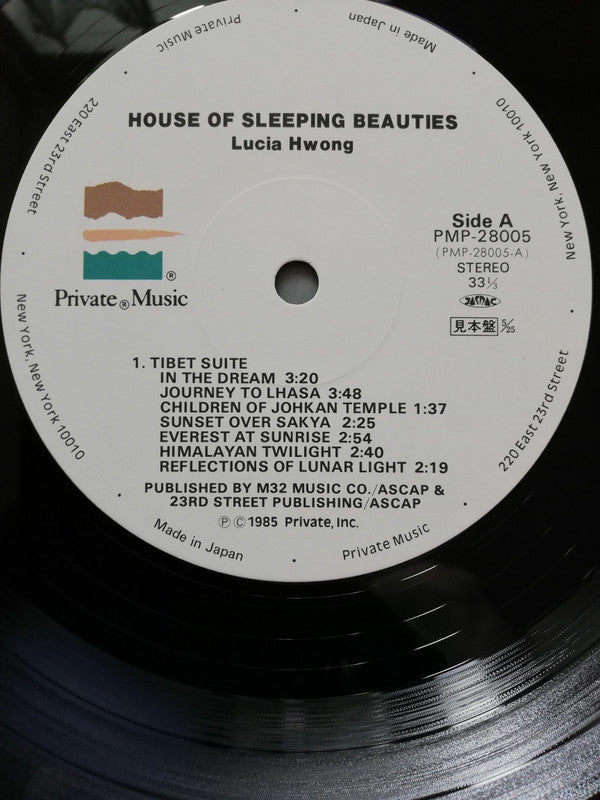 HOUSE OF SLEEPING BEAUTIES
Lucia Hwong
Private® Music
®
Side A
PMP-28005
(PMP-28005-A)
STEREO
33⅓
JASRAC
見本盤 5/25
1. TIBET SUITE
IN THE DREAM 3:20
JOURNEY TO LHASA 3:48
CHILDREN OF JOHKAN TEMPLE 1:37
SUNSET OVER SAKYA 2:25
EVEREST AT SUNRISE 2:54
HIMALAYAN TWILIGHT 2:40
REFLECTIONS OF LUNAR LIGHT 2:19
PUBLISHED BY M32 MUSIC CO./ASCAP &
23RD STREET PUBLISHING/ASCAP
Ⓟ Ⓒ 1985 Private, Inc.
Private Music
Made in Japan
New York, New York 10010
220 East 23rd Street
Private Music
Made in Japan
New York, New York 10010
220 East 23rd Street